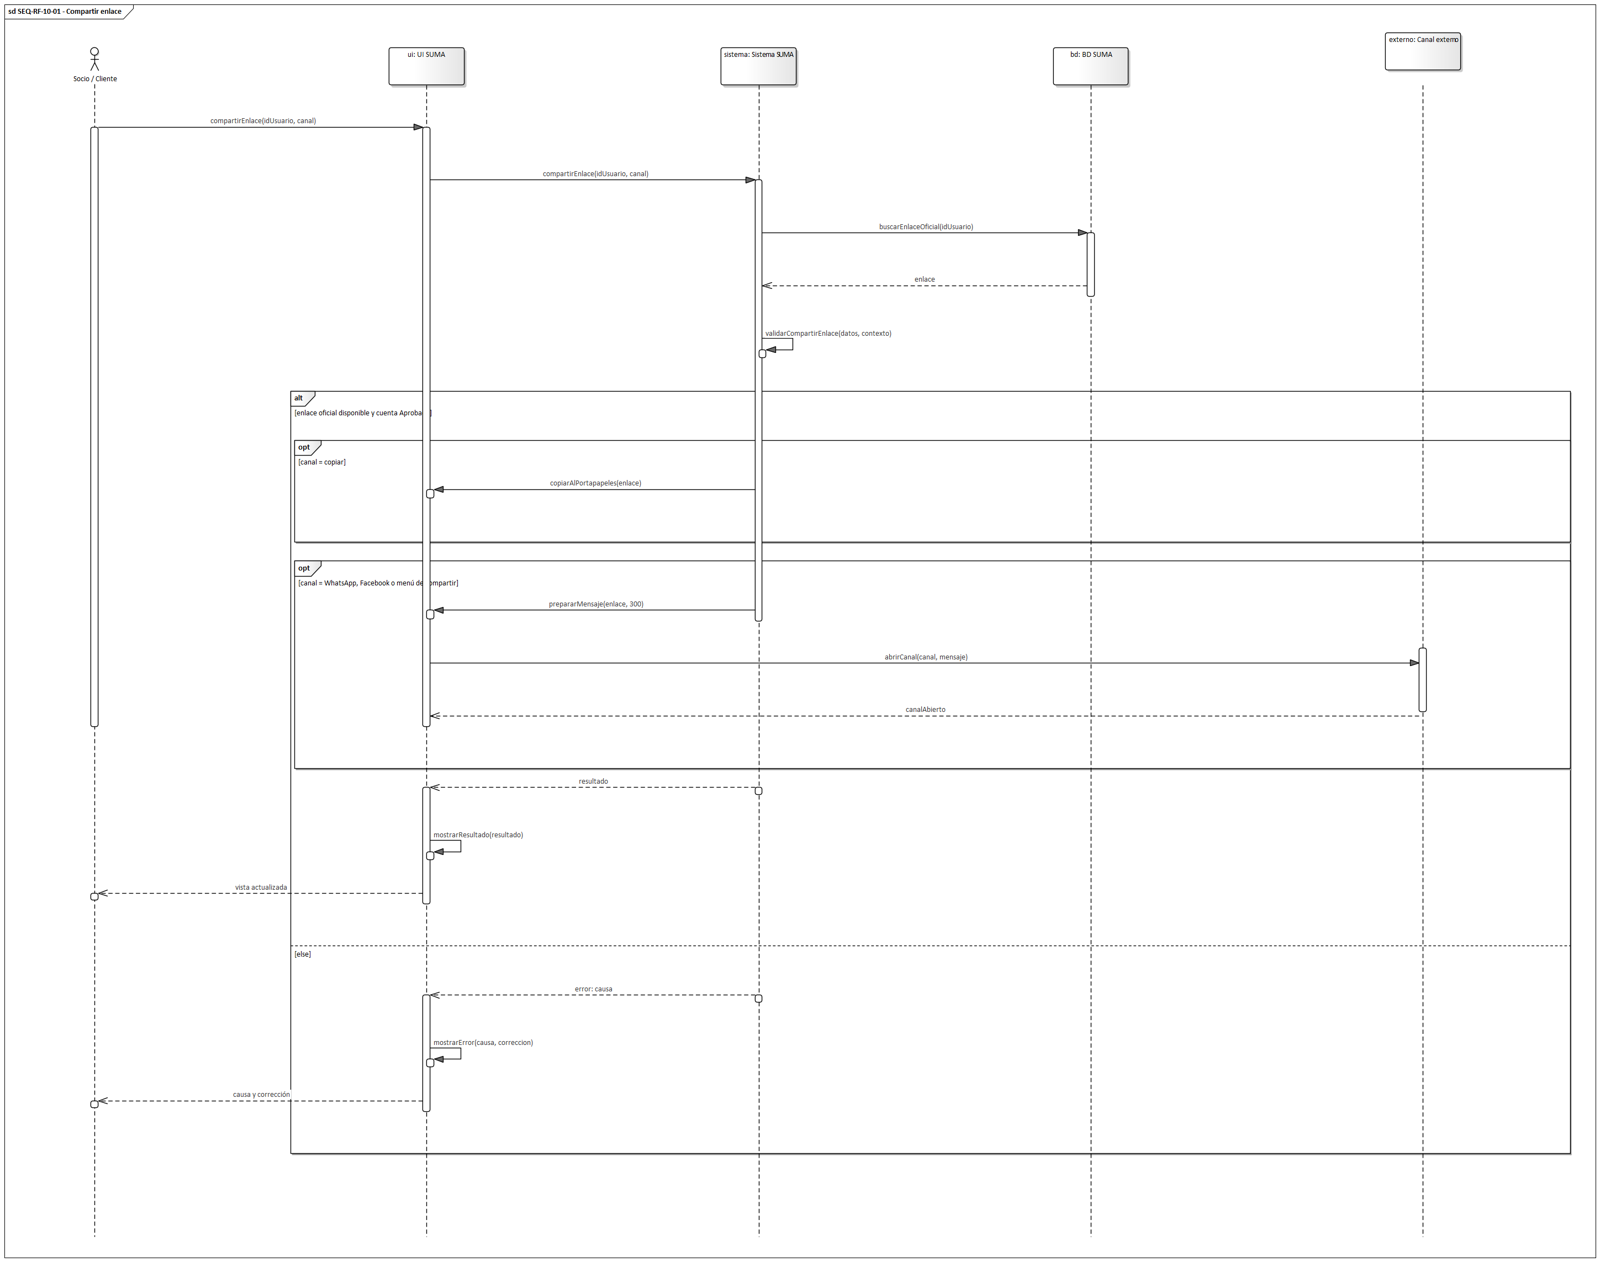 sd SEQ-RF-10-01 - Compartir enlace
Socio / Cliente
ui: UI SUMA
sistema: Sistema SUMA
bd: BD SUMA
externo: Canal externo
compartirEnlace(idUsuario, canal)
compartirEnlace(idUsuario, canal)
buscarEnlaceOficial(idUsuario)
enlace
validarCompartirEnlace(datos, contexto)
alt
[enlace oficial disponible y cuenta Aproba ]
opt
[canal = copiar]
copiarAlPortapapeles(enlace)
opt
[canal = WhatsApp, Facebook o menú de ompartir]
prepararMensaje(enlace, 300)
abrirCanal(canal, mensaje)
canalAbierto
resultado
mostrarResultado(resultado)
vista actualizada
[else]
error: causa
mostrarError(causa, correccion)
causa y corrección